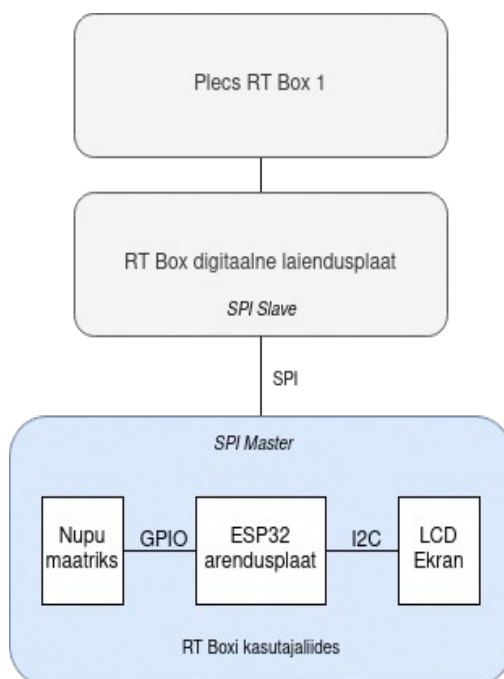 Plecs RT Box 1
RT Box digitaalne laiendusplaat
SPI Slave
SPI
SPI Master
Nupu
maatriks
GPIO
ESP32
arendusplaat
I2C
LCD
Ekran
RT Boxi kasutajaliides